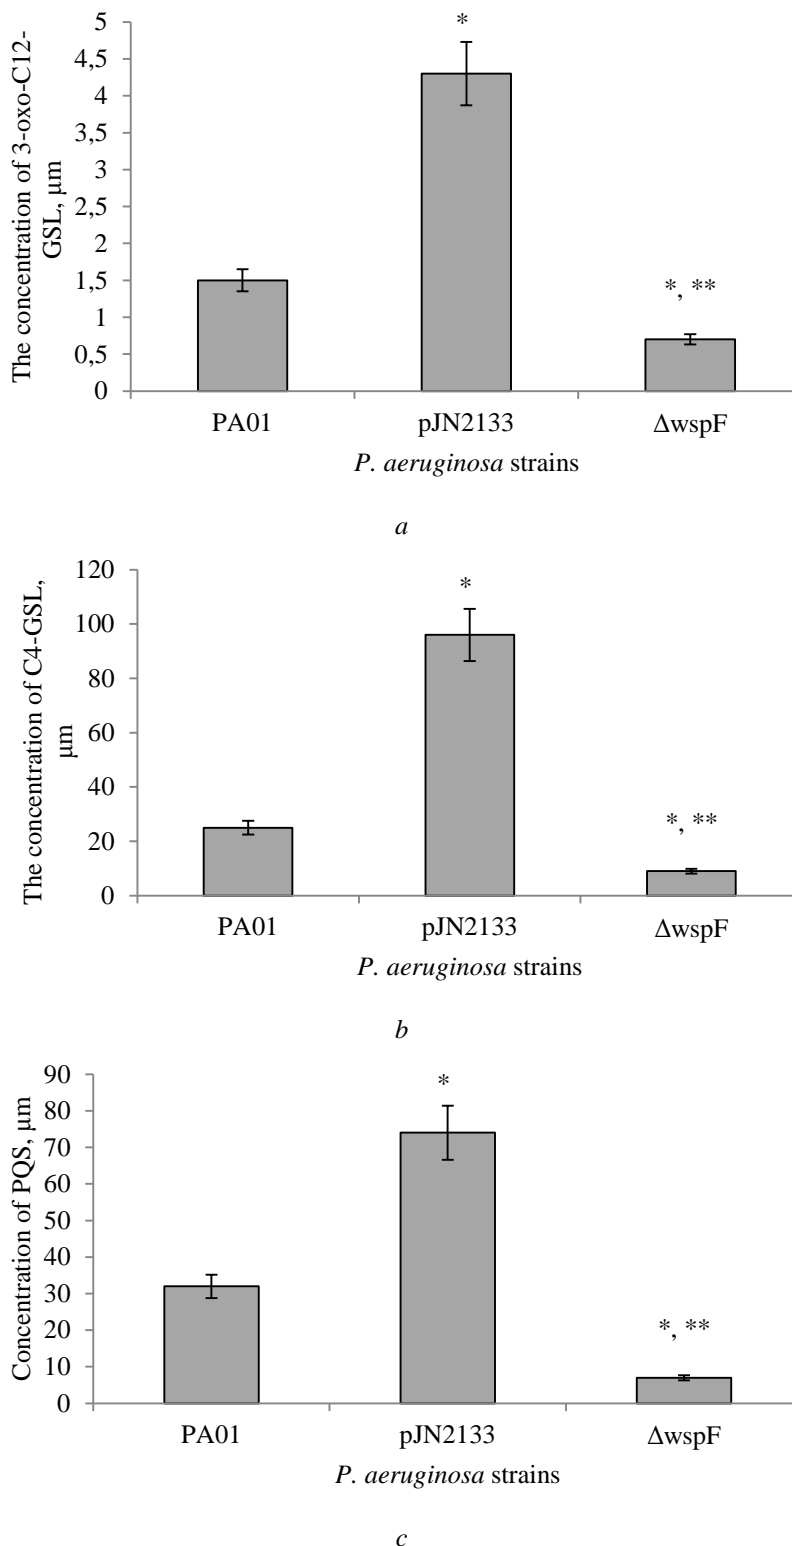 The concentration of 3-oxo-C12-
GSL, µm
5
4,5
4
3,5
3
2,5
2
1,5
1
0,5
0
*
*, **
PA01 pJN2133 ΔwspF
P. aeruginosa strains
a
The concentration of C4-GSL,
µm
120
100
80
60
40
20
0
*
*, **
PA01 pJN2133 ΔwspF
P. aeruginosa strains
b
Concentration of PQS, µm
90
80
70
60
50
40
30
20
10
0
*
*, **
PA01 pJN2133 ΔwspF
P. aeruginosa strains
c